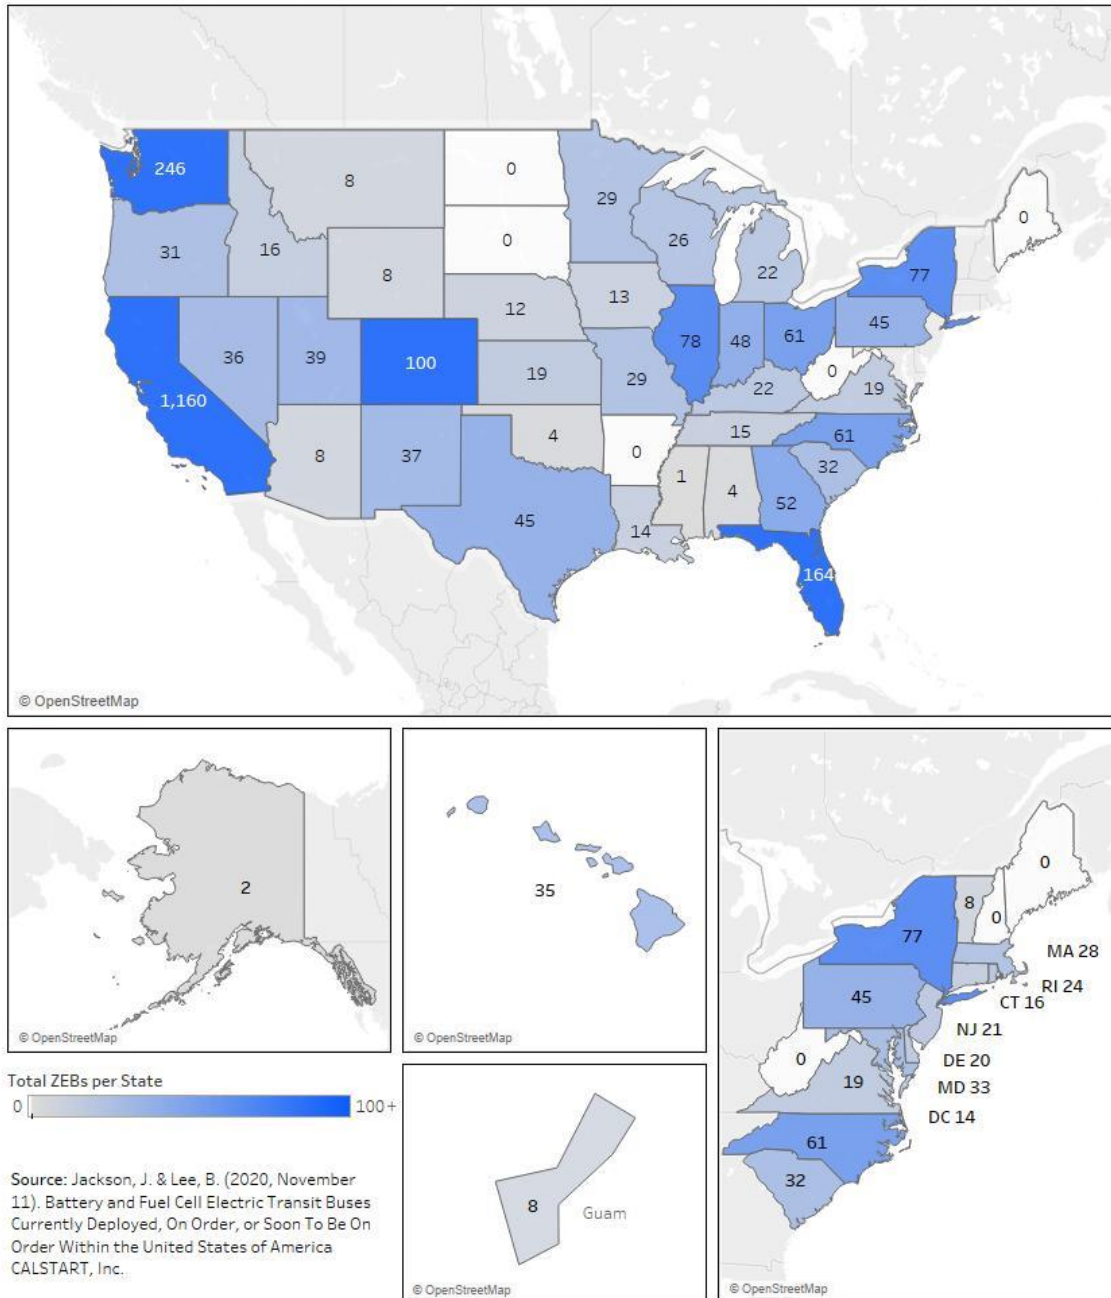 246
8
0
29
0
31
16
0
26
77
22
8
13
12
45
61
78
48
36
39
100
0
19
29
22
19
1,160
15
61
4
8
37
0
32
1
4
52
45
14
164
© OpenStreetMap
2
© OpenStreetMap
35
© OpenStreetMap
0
8
0
77
MA 28
RI 24
CT 16
45
NJ 21
0
DE 20
19
MD 33
DC 14
61
32
© OpenStreetMap
Total ZEBs per State
0
100+
8
Guam
© OpenStreetMap
Source: Jackson, J. & Lee, B. (2020, November
11). Battery and Fuel Cell Electric Transit Buses
Currently Deployed, On Order, or Soon To Be On
Order Within the United States of America
CALSTART, Inc.